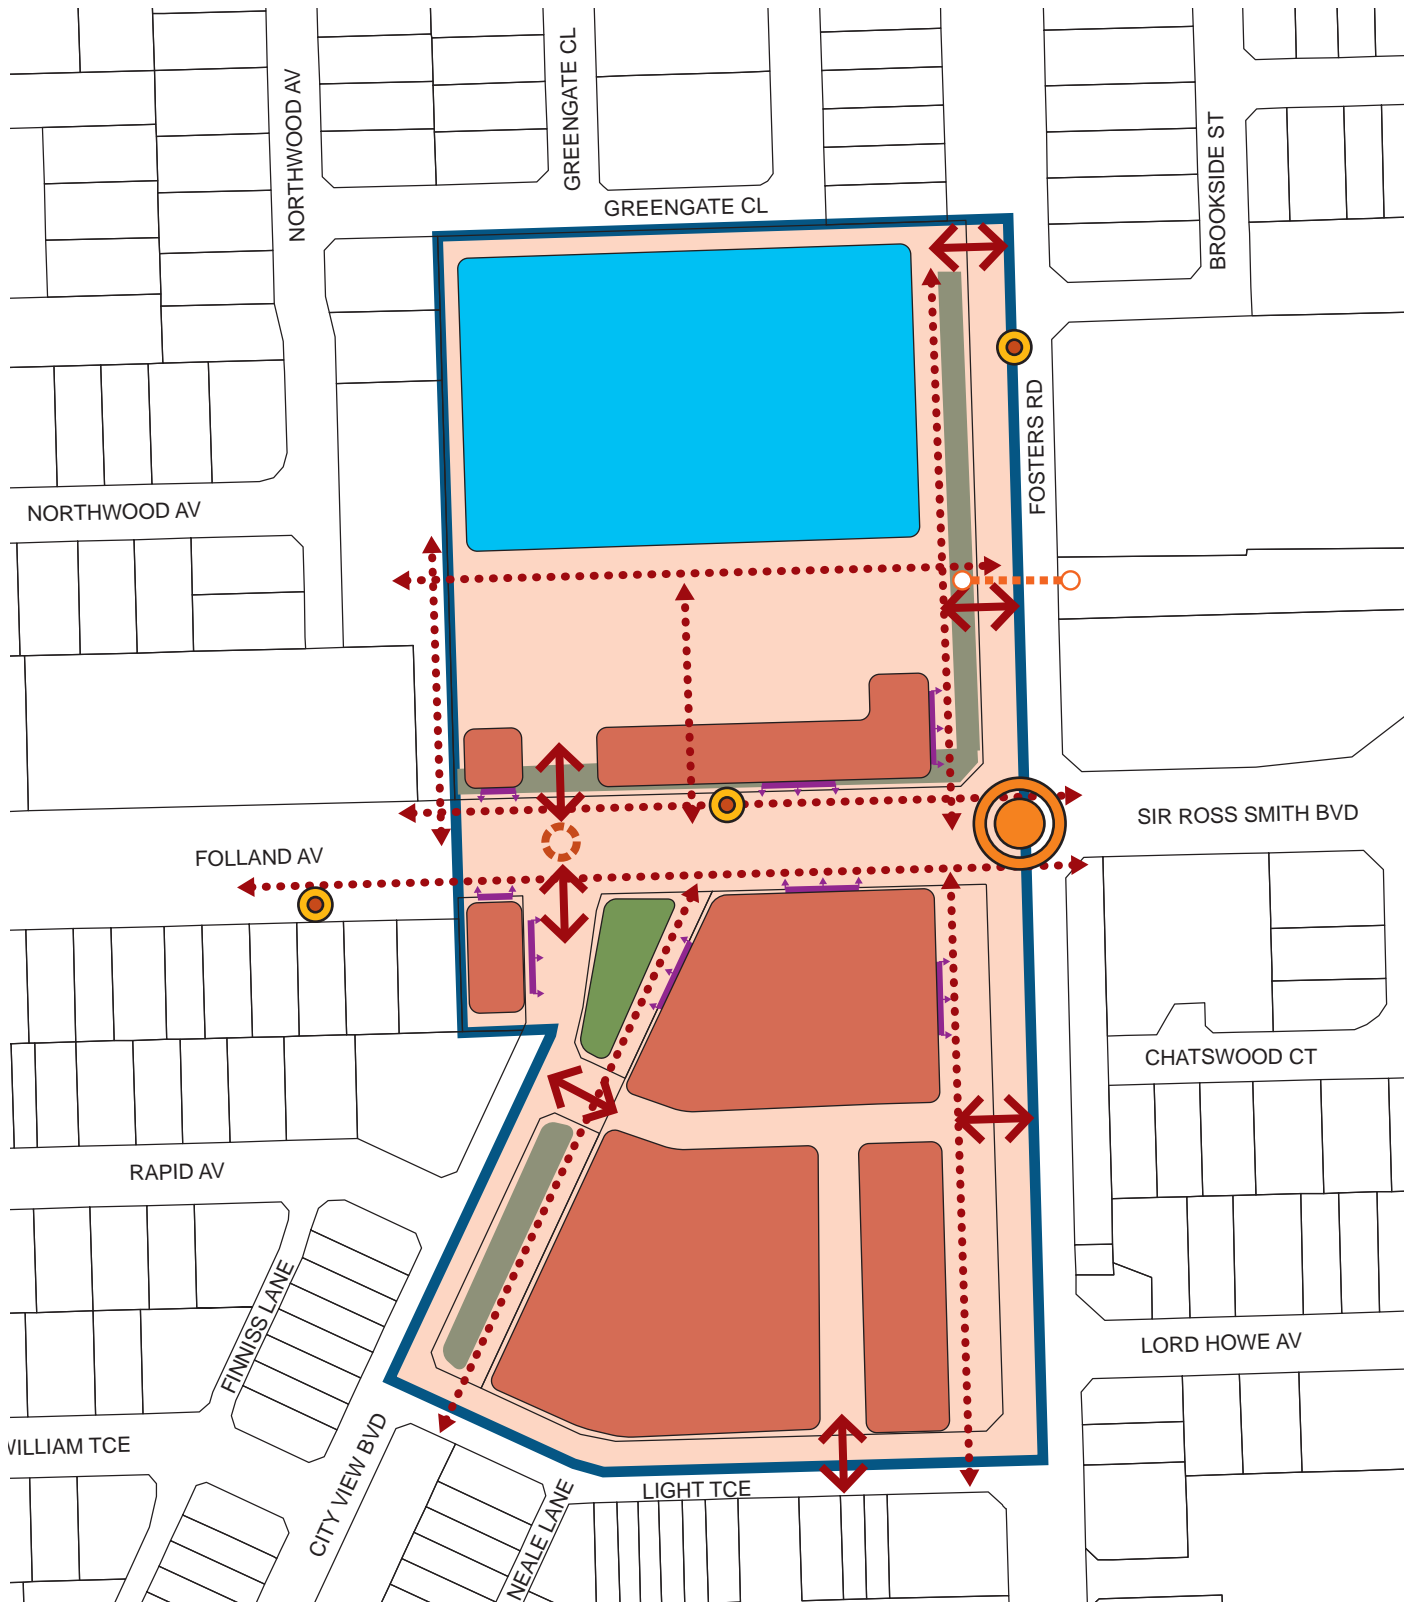 GREENGATE CL
NORTHWOOD AV
BROOKSIDE ST
GREENGATE CL
FOSTERS RD
NORTHWOOD AV
SIR ROSS SMITH BVD
FOLLAND AV
CHATSWOOD CT
RAPID AV
FINNISS LANE
LORD HOWE AV
WILLIAM TCE
CITY VIEW BVD
LIGHT TCE
NEALE LANE